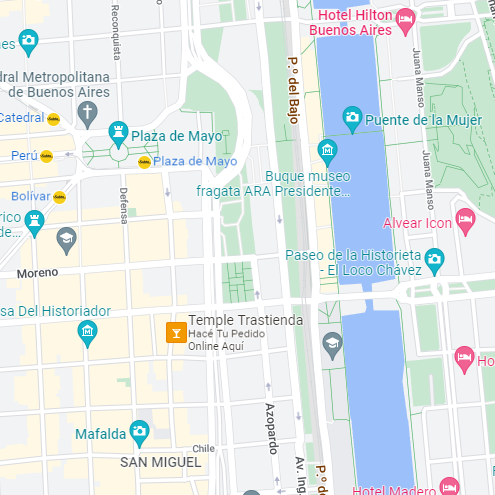 Reconquista
Hotel Hilton
Buenos Aires
nes
Juana Manso
P.º del Bajo
dral Metropolitana
de Buenos Aires
Catedral
Plaza de Mayo
Puente de la Mujer
Perú
Plaza de Mayo
Buque museo
fragata ARA Presidente...
Juana Manso
Bolívar
Defensa
rico
de...
Alvear Icon
Paseo de la Historieta
- El Loco Chávez
Moreno
sa Del Historiador
Temple Trastienda
Hacé Tu Pedido
Online Aquí
Ho
Azopardo
Mafalda
Chile
SAN MIGUEL
Av. Ing.
P.º de
Hotel Madero
F